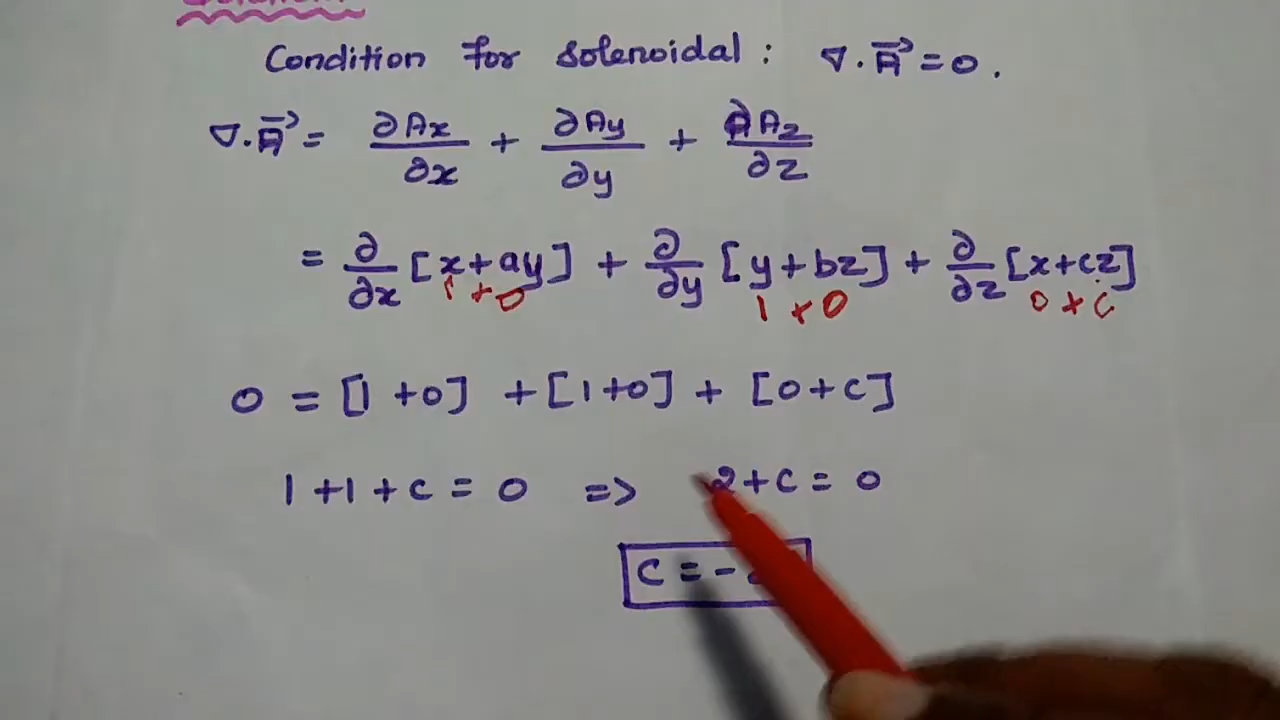 Condition for solenoidal : ∇.A⃗ = 0.
∇.A⃗ = ∂Ax/∂x + ∂Ay/∂y + ∂Az/∂z
= ∂/∂x [x+ay] + ∂/∂y [y+bz] + ∂/∂z [x+cz]
1 + 0 1 + 0 0 + c
0 = [1 +0] + [1+0] + [0+c]
1 +1 + c = 0 => 2+c = 0
c = -